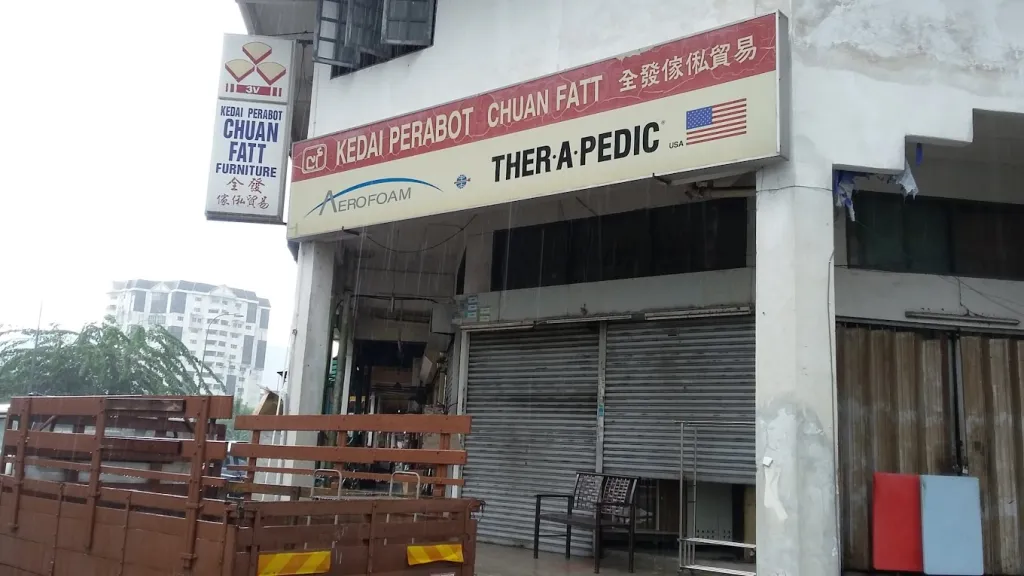 3V
KEDAI PERABOT
CHUAN
FATT
FURNITURE
全發
傢俬貿易
CF KEDAI PERABOT CHUAN FATT 全發傢俬貿易
AEROFOAM THER·A·PEDIC® USA